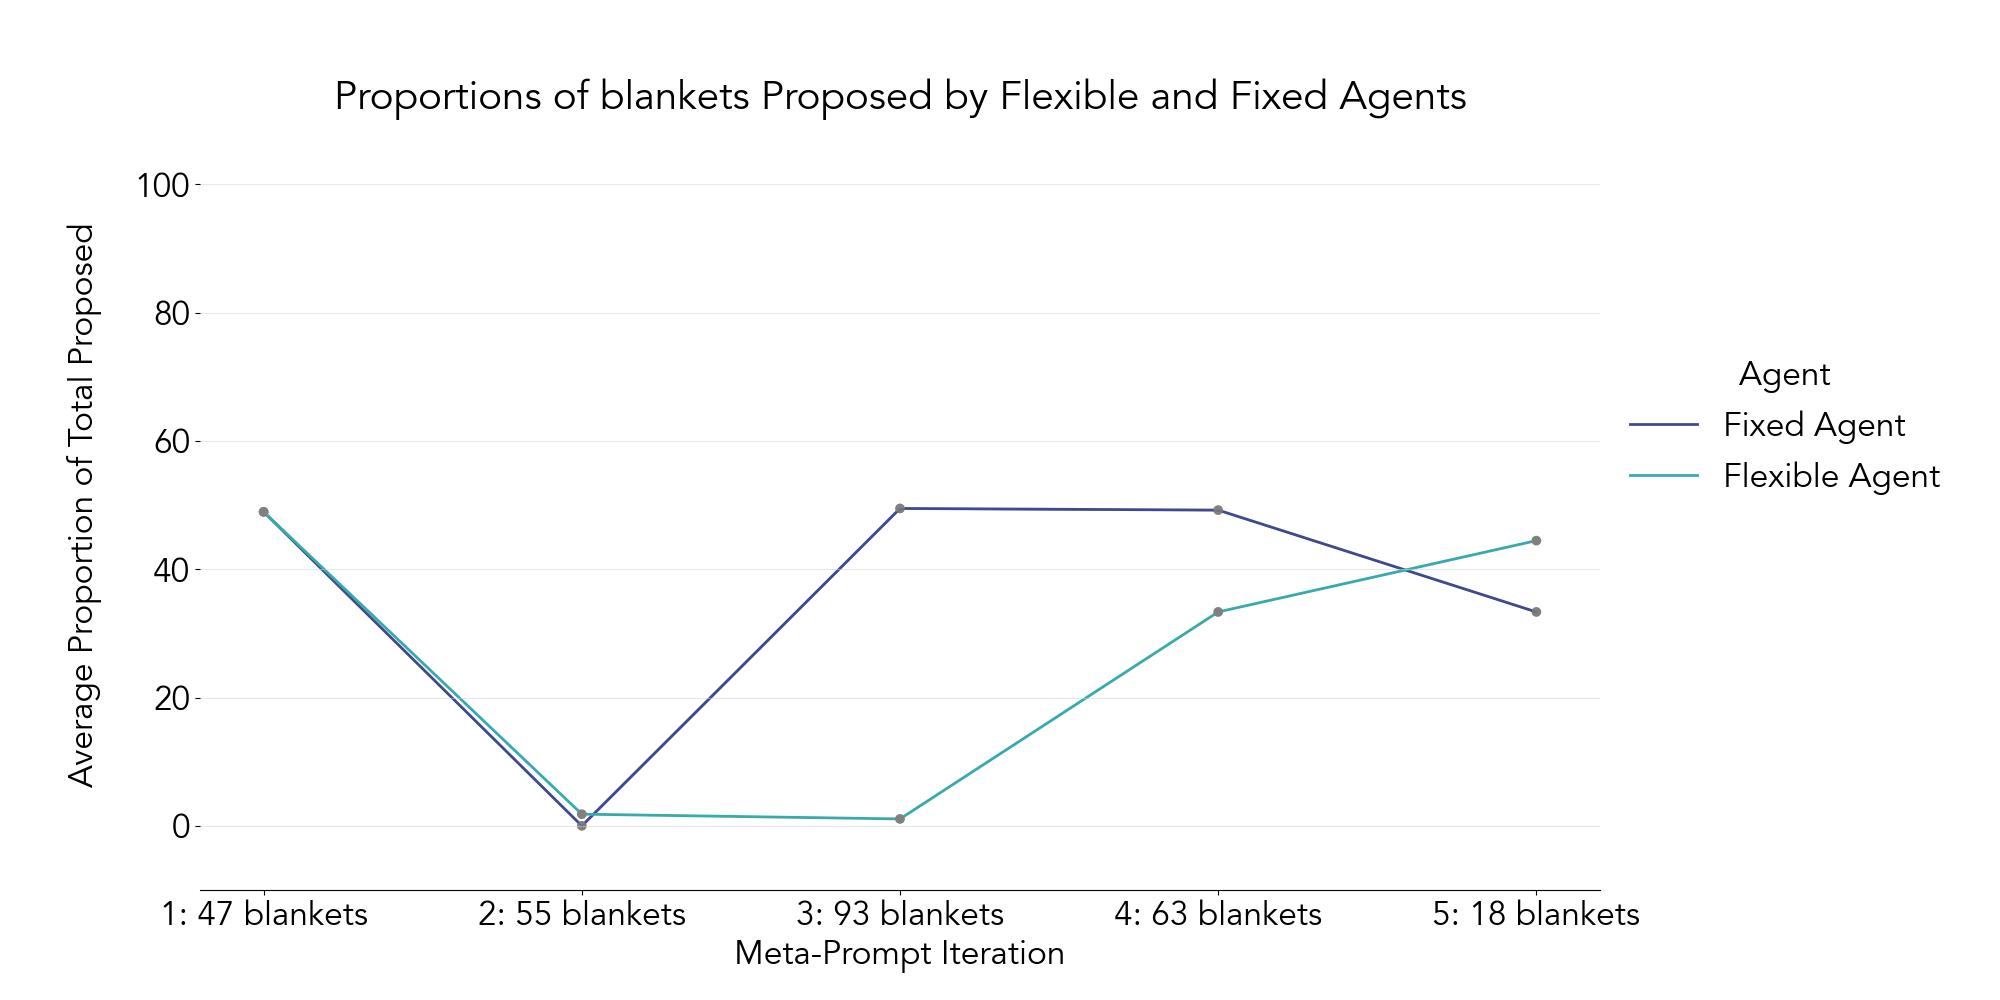 Proportions of blankets Proposed by Flexible and Fixed Agents
Average Proportion of Total Proposed
100
80
60
40
20
0
1: 47 blankets
2: 55 blankets
3: 93 blankets
4: 63 blankets
5: 18 blankets
Meta-Prompt Iteration
Agent
Fixed Agent
Flexible Agent